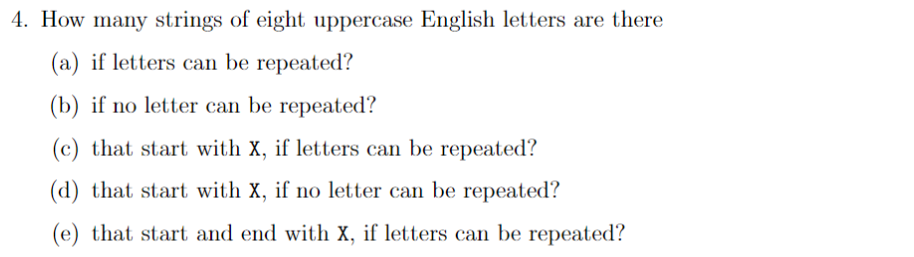 4. How many strings of eight uppercase English letters are there
(a) if letters can be repeated?
(b) if no letter can be repeated?
(c) that start with X, if letters can be repeated?
(d) that start with X, if no letter can be repeated?
(e) that start and end with X, if letters can be repeated?